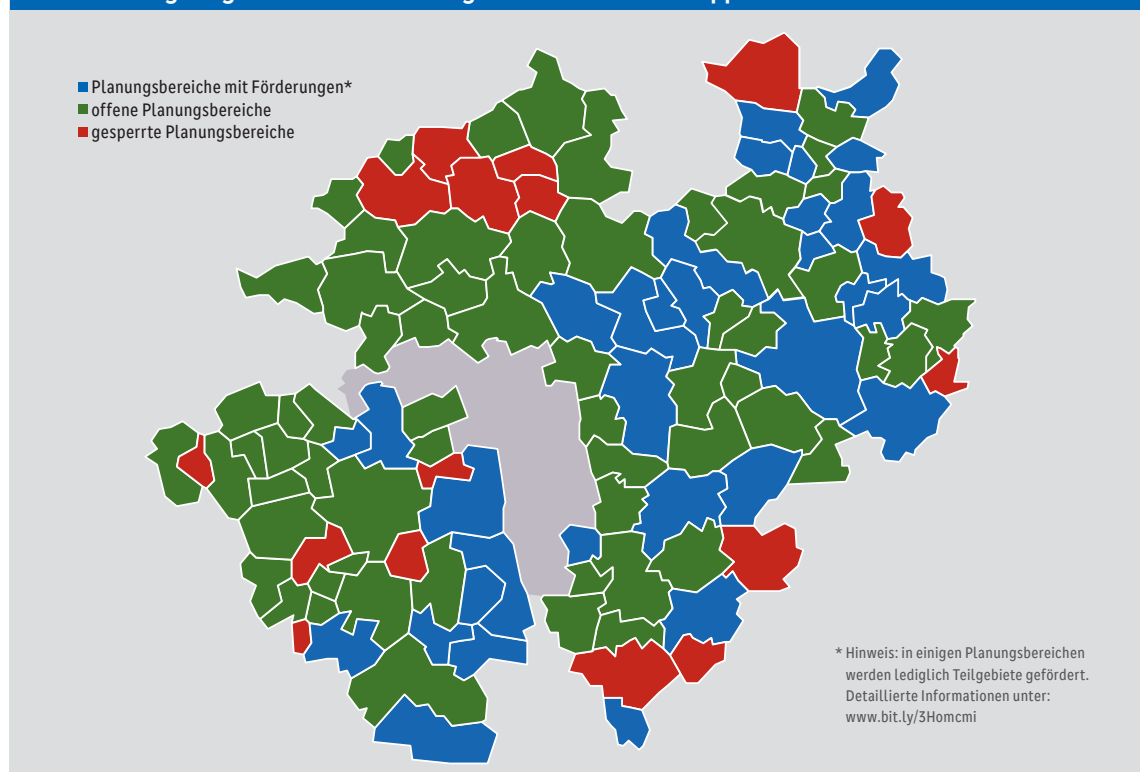 Planungsbereiche mit Förderungen*
offene Planungsbereiche
gesperrte Planungsbereiche
* Hinweis: in einigen Planungsbereichen
werden lediglich Teilgebiete gefördert.
Detaillierte Informationen unter:
www.bit.ly/3Homcmi